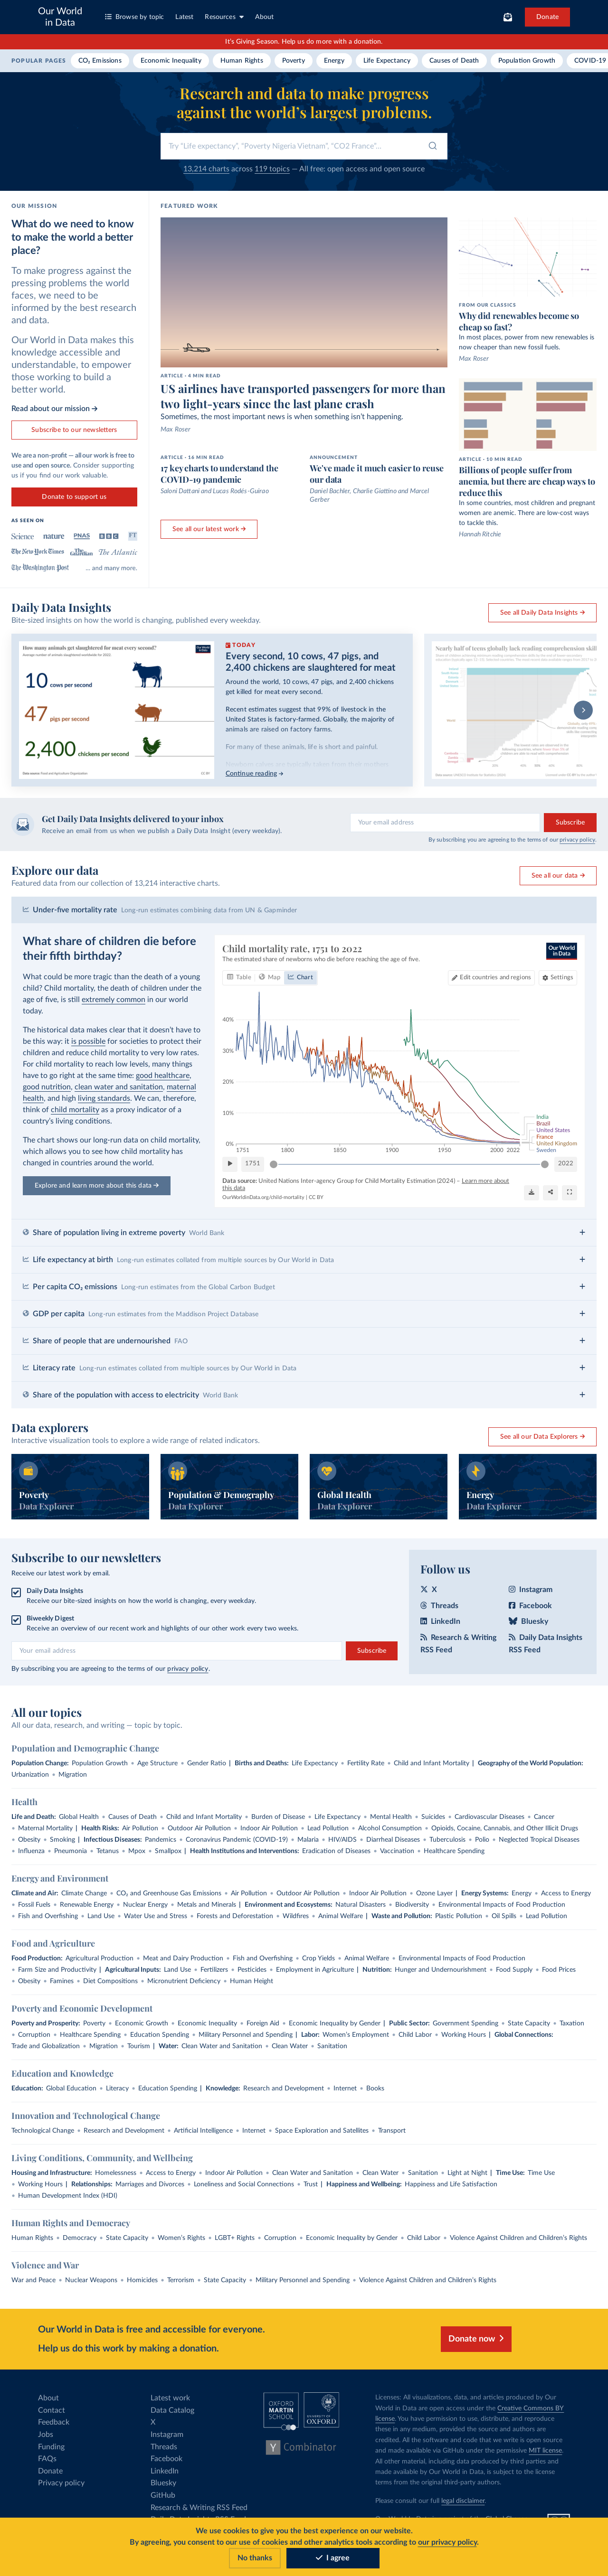 Our World
in Data
Browse by topic
Latest
Resources
About
Donate
It's Giving Season. Help us do more with a donation.
POPULAR PAGES
CO₂ Emissions
Economic Inequality
Human Rights
Poverty
Energy
Life Expectancy
Causes of Death
Population Growth
COVID-19
Research and data to make progress
against the world's largest problems.
Try "Life expectancy", "Poverty Nigeria Vietnam", "CO2 France"...
13,214 charts across 119 topics — All free: open access and open source
OUR MISSION
What do we need to know
to make the world a better
place?
To make progress against the
pressing problems the world
faces, we need to be
informed by the best research
and data.
Our World in Data makes this
knowledge accessible and
understandable, to empower
those working to build a
better world.
Read about our mission →
Subscribe to our newsletters
We are a non-profit — all our work is free to
use and open source. Consider supporting
us if you find our work valuable.
Donate to support us
AS SEEN ON
Science
nature
PNAS
BBC
FT
The New York Times
The Guardian
The Atlantic
The Washington Post
... and many more.
FEATURED WORK
ARTICLE - 4 MIN READ
US airlines have transported passengers for more than
two light-years since the last plane crash
Sometimes, the most important news is when something isn't happening.
Max Roser
ARTICLE - 16 MIN READ
17 key charts to understand the
COVID-19 pandemic
Saloni Dattani and Lucas Rodés-Guirao
ANNOUNCEMENT
We've made it much easier to reuse
our data
Daniel Bachler, Charlie Giattino and Marcel
Gerber
See all our latest work →
FROM OUR CLASSICS
Why did renewables become so
cheap so fast?
In most places, power from new renewables is
now cheaper than new fossil fuels.
Max Roser
ARTICLE - 10 MIN READ
Billions of people suffer from
anemia, but there are cheap ways to
reduce this
In some countries, most children and pregnant
women are anemic. There are low-cost ways
to tackle this.
Hannah Ritchie
Daily Data Insights
Bite-sized insights on how the world is changing, published every weekday.
See all Daily Data Insights →
How many animals get slaughtered for meat every second?
Average number of animals slaughtered worldwide for 2022.
10 cows per second
47 pigs per second
2,400 chickens per second
CC BY
TODAY
Every second, 10 cows, 47 pigs, and
2,400 chickens are slaughtered for meat
Around the world, 10 cows, 47 pigs, and 2,400 chickens
get killed for meat every second.
Recent estimates suggest that 99% of livestock in the
United States is factory-farmed. Globally, the majority of
animals are raised on factory farms.
For many of these animals, life is short and painful.
Continue reading →
Nearly half of teens globally lack reading comprehension skills
Get Daily Data Insights delivered to your inbox
Receive an email from us when we publish a Daily Data Insight (every weekday).
Your email address
Subscribe
By subscribing you are agreeing to the terms of our privacy policy.
Explore our data
Featured data from our collection of 13,214 interactive charts.
See all our data →
Under-five mortality rate Long-run estimates combining data from UN & Gapminder
What share of children die before
their fifth birthday?
What could be more tragic than the death of a young
child? Child mortality, the death of children under the
age of five, is still extremely common in our world
today.
The historical data makes clear that it doesn't have to
be this way: it is possible for societies to protect their
children and reduce child mortality to very low rates.
For child mortality to reach low levels, many things
have to go right at the same time: good healthcare,
good nutrition, clean water and sanitation, maternal
health, and high living standards. We can, therefore,
think of child mortality as a proxy indicator of a
country's living conditions.
The chart shows our long-run data on child mortality,
which allows you to see how child mortality has
changed in countries around the world.
Explore and learn more about this data →
Child mortality rate, 1751 to 2022
The estimated share of newborns who die before reaching the age of five.
Our World
in Data
Table
Map
Chart
Edit countries and regions
Settings
40%
30%
20%
10%
0%
1751
1800
1850
1900
1950
2000
2022
India
Brazil
United States
France
United Kingdom
Sweden
1751
2022
Data source: United Nations Inter-agency Group for Child Mortality Estimation (2024) – Learn more about
this data
OurWorldinData.org/child-mortality | CC BY
Share of population living in extreme poverty World Bank
Life expectancy at birth Long-run estimates collated from multiple sources by Our World in Data
Per capita CO₂ emissions Long-run estimates from the Global Carbon Budget
GDP per capita Long-run estimates from the Maddison Project Database
Share of people that are undernourished FAO
Literacy rate Long-run estimates collated from multiple sources by Our World in Data
Share of the population with access to electricity World Bank
Data explorers
Interactive visualization tools to explore a wide range of related indicators.
See all our Data Explorers →
Poverty
Data Explorer
Population & Demography
Data Explorer
Global Health
Data Explorer
Energy
Data Explorer
Subscribe to our newsletters
Receive our latest work by email.
Daily Data Insights
Receive our bite-sized insights on how the world is changing, every weekday.
Biweekly Digest
Receive an overview of our recent work and highlights of our other work every two weeks.
Your email address
Subscribe
By subscribing you are agreeing to the terms of our privacy policy.
Follow us
X
Instagram
Threads
Facebook
LinkedIn
Bluesky
Research & Writing
RSS Feed
Daily Data Insights
RSS Feed
All our topics
All our data, research, and writing — topic by topic.
Population and Demographic Change
Population Change: Population Growth • Age Structure • Gender Ratio | Births and Deaths: Life Expectancy • Fertility Rate • Child and Infant Mortality | Geography of the World Population:
Urbanization • Migration
Health
Life and Death: Global Health • Causes of Death • Child and Infant Mortality • Burden of Disease • Life Expectancy • Mental Health • Suicides • Cardiovascular Diseases • Cancer
• Maternal Mortality | Health Risks: Air Pollution • Outdoor Air Pollution • Indoor Air Pollution • Lead Pollution • Alcohol Consumption • Opioids, Cocaine, Cannabis, and Other Illicit Drugs
• Obesity • Smoking | Infectious Diseases: Pandemics • Coronavirus Pandemic (COVID-19) • Malaria • HIV/AIDS • Diarrheal Diseases • Tuberculosis • Polio • Neglected Tropical Diseases
• Influenza • Pneumonia • Tetanus • Mpox • Smallpox | Health Institutions and Interventions: Eradication of Diseases • Vaccination • Healthcare Spending
Energy and Environment
Climate and Air: Climate Change • CO₂ and Greenhouse Gas Emissions • Air Pollution • Outdoor Air Pollution • Indoor Air Pollution • Ozone Layer | Energy Systems: Energy • Access to Energy
• Fossil Fuels • Renewable Energy • Nuclear Energy • Metals and Minerals | Environment and Ecosystems: Natural Disasters • Biodiversity • Environmental Impacts of Food Production
• Fish and Overfishing • Land Use • Water Use and Stress • Forests and Deforestation • Wildfires • Animal Welfare | Waste and Pollution: Plastic Pollution • Oil Spills • Lead Pollution
Food and Agriculture
Food Production: Agricultural Production • Meat and Dairy Production • Fish and Overfishing • Crop Yields • Animal Welfare • Environmental Impacts of Food Production
• Farm Size and Productivity | Agricultural Inputs: Land Use • Fertilizers • Pesticides • Employment in Agriculture | Nutrition: Hunger and Undernourishment • Food Supply • Food Prices
• Obesity • Famines • Diet Compositions • Micronutrient Deficiency • Human Height
Poverty and Economic Development
Poverty and Prosperity: Poverty • Economic Growth • Economic Inequality • Foreign Aid • Economic Inequality by Gender | Public Sector: Government Spending • State Capacity • Taxation
• Corruption • Healthcare Spending • Education Spending • Military Personnel and Spending | Labor: Women's Employment • Child Labor • Working Hours | Global Connections:
Trade and Globalization • Migration • Tourism | Water: Clean Water and Sanitation • Clean Water • Sanitation
Education and Knowledge
Education: Global Education • Literacy • Education Spending | Knowledge: Research and Development • Internet • Books
Innovation and Technological Change
Technological Change • Research and Development • Artificial Intelligence • Internet • Space Exploration and Satellites • Transport
Living Conditions, Community, and Wellbeing
Housing and Infrastructure: Homelessness • Access to Energy • Indoor Air Pollution • Clean Water and Sanitation • Clean Water • Sanitation • Light at Night | Time Use: Time Use
• Working Hours | Relationships: Marriages and Divorces • Loneliness and Social Connections • Trust | Happiness and Wellbeing: Happiness and Life Satisfaction
• Human Development Index (HDI)
Human Rights and Democracy
Human Rights • Democracy • State Capacity • Women's Rights • LGBT+ Rights • Corruption • Economic Inequality by Gender • Child Labor • Violence Against Children and Children's Rights
Violence and War
War and Peace • Nuclear Weapons • Homicides • Terrorism • State Capacity • Military Personnel and Spending • Violence Against Children and Children's Rights
Our World in Data is free and accessible for everyone.
Help us do this work by making a donation.
Donate now
About
Contact
Feedback
Jobs
Funding
FAQs
Donate
Privacy policy
Latest work
Data Catalog
X
Instagram
Threads
Facebook
LinkedIn
Bluesky
GitHub
Research & Writing RSS Feed
OXFORD
MARTIN
SCHOOL
UNIVERSITY OF
OXFORD
Y Combinator
Licenses: All visualizations, data, and articles produced by Our
World in Data are open access under the Creative Commons BY
license. You have permission to use, distribute, and reproduce
these in any medium, provided the source and authors are
credited. All the software and code that we write is open source
and made available via GitHub under the permissive MIT license.
All other material, including data produced by third parties and
made available by Our World in Data, is subject to the license
terms from the original third-party authors.
Please consult our full legal disclaimer.
We use cookies to give you the best experience on our website.
By agreeing, you consent to our use of cookies and other analytics tools according to our privacy policy.
No thanks
I agree